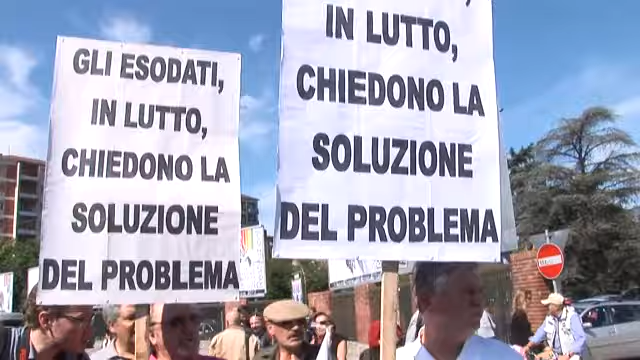 GLI ESODATI,
IN LUTTO,
CHIEDONO LA
SOLUZIONE
DEL PROBLEMA
IN LUTTO,
CHIEDONO LA
SOLUZIONE
DEL PROBLEMA